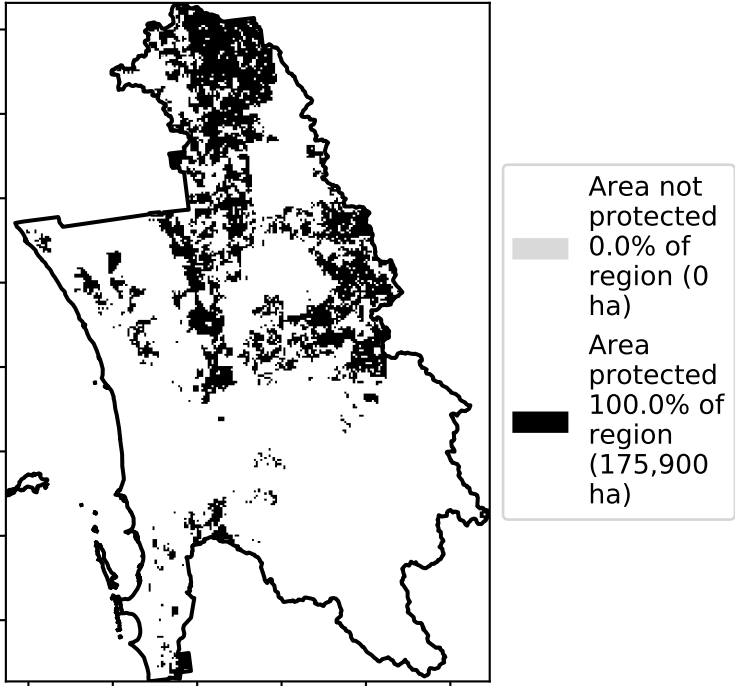 Area not
protected
0.0% of
region (0
ha)
Area
protected
100.0% of
region
(175,900
ha)